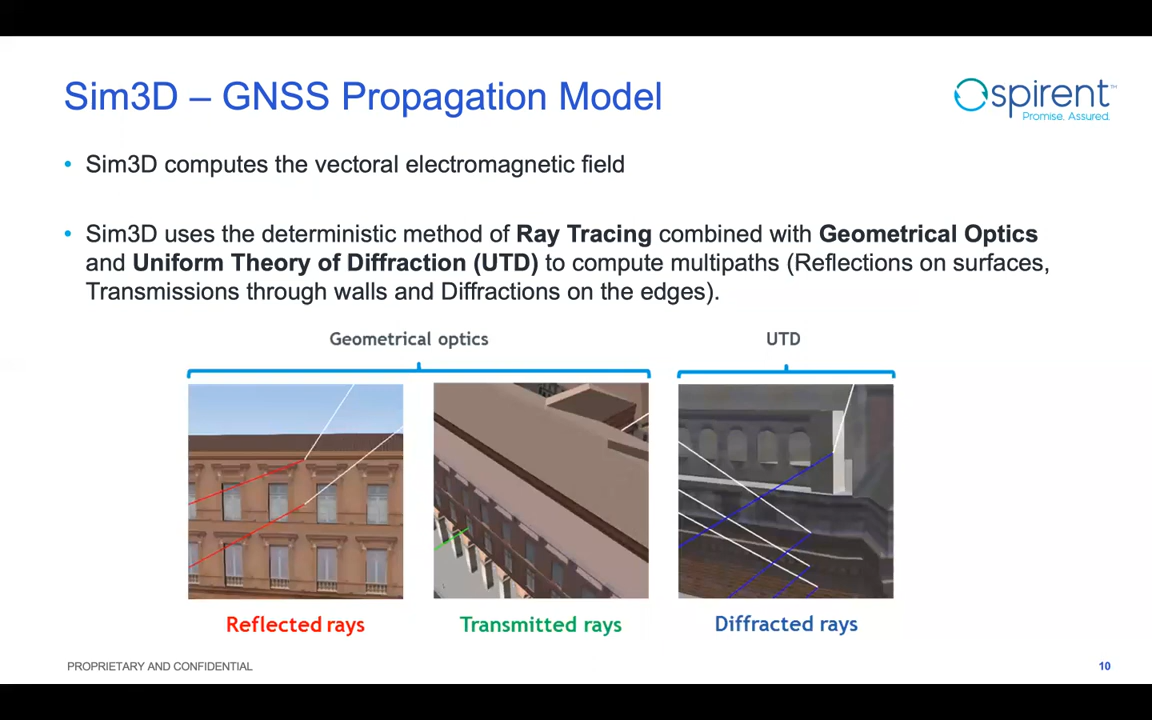 Sim3D – GNSS Propagation Model
spirent™
Promise. Assured.
• Sim3D computes the vectoral electromagnetic field
• Sim3D uses the deterministic method of Ray Tracing combined with Geometrical Optics
and Uniform Theory of Diffraction (UTD) to compute multipaths (Reflections on surfaces,
Transmissions through walls and Diffractions on the edges).
Geometrical optics
UTD
Reflected rays
Transmitted rays
Diffracted rays
PROPRIETARY AND CONFIDENTIAL
10